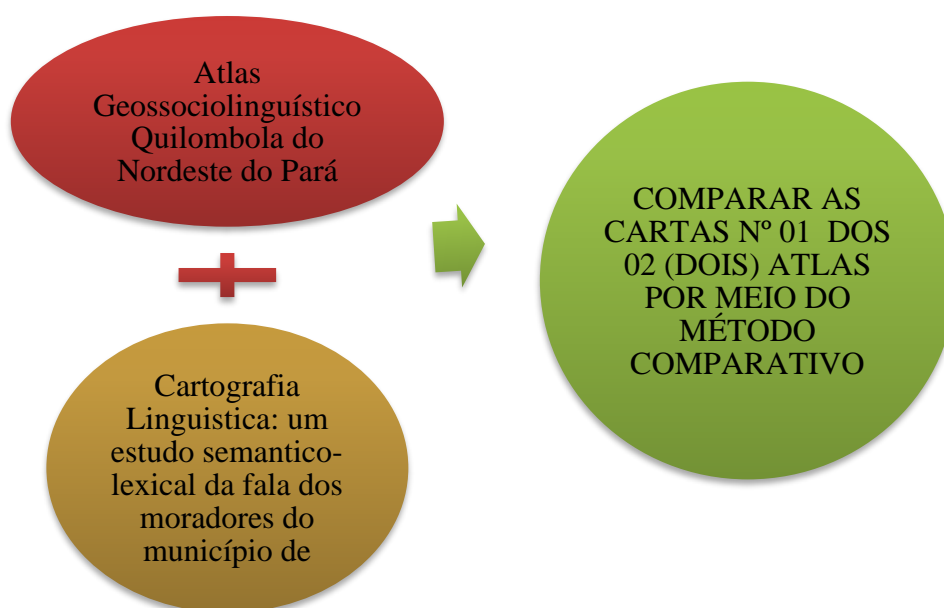 Atlas
Geossociolinguístico
Quilombola do
Nordeste do Pará
Cartografia
Linguistica: um
estudo semantico-
lexical da fala dos
moradores do
município de
COMPARAR AS
CARTAS Nº 01 DOS
02 (DOIS) ATLAS
POR MEIO DO
MÉTODO
COMPARATIVO